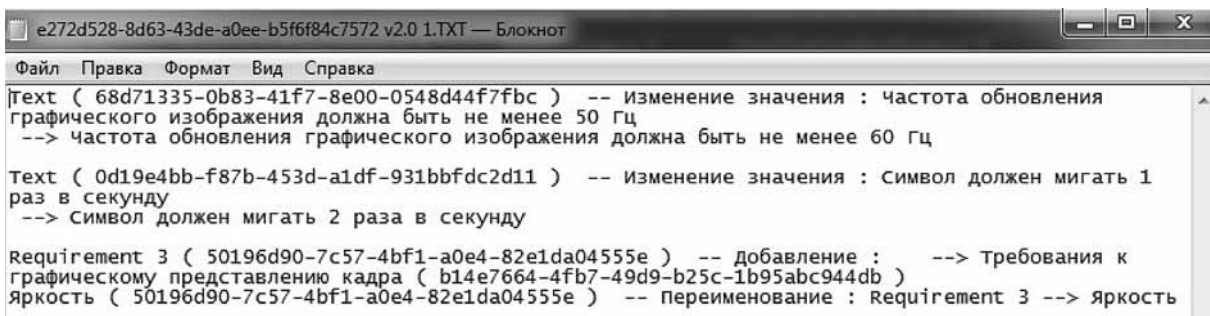 e272d528-8d63-43de-a0ee-b5f6f84c7572 v2.0 1.TXT — Блокнот
Файл Правка Формат Вид Справка
Text ( 68d71335-0b83-41f7-8e00-0548d44f7fbc ) -- Изменение значения : Частота обновления
графического изображения должна быть не менее 50 Гц
--> Частота обновления графического изображения должна быть не менее 60 Гц
Text ( 0d19e4bb-f87b-453d-a1df-931bbfdc2d11 ) -- Изменение значения : Символ должен мигать 1
раз в секунду
--> Символ должен мигать 2 раза в секунду
Requirement 3 ( 50196d90-7c57-4bf1-a0e4-82e1da04555e ) -- Добавление : --> Требования к
графическому представлению кадра ( b14e7664-4fb7-49d9-b25c-1b95abc944db )
Яркость ( 50196d90-7c57-4bf1-a0e4-82e1da04555e ) -- Переименование : Requirement 3 --> Яркость